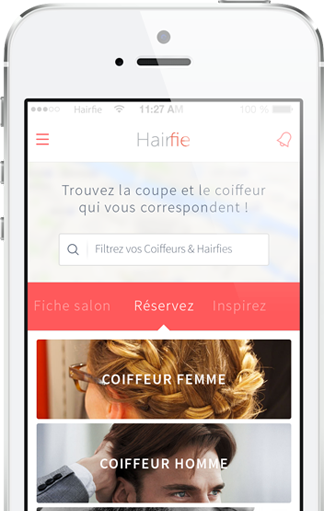 Hairfie 11:27 AM 100 %
Hairfie
Trouvez la coupe et le coiffeur
qui vous correspondent !
Filtrez vos Coiffeurs & Hairfies
Fiche salon Réservez Inspirez
COIFFEUR FEMME
COIFFEUR HOMME